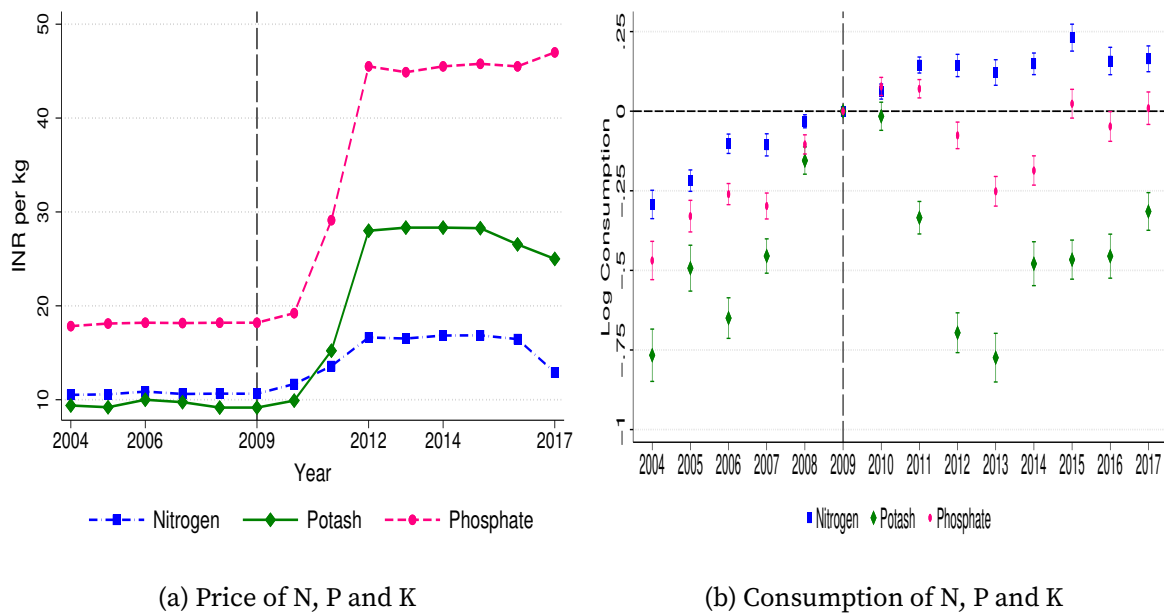 50
40
30
20
10
INR per kg
2004
2006
2009
2012
2014
2017
Year
Nitrogen
Potash
Phosphate
(a) Price of N, P and K
.25
0
-.25
-.5
-.75
-1
Log Consumption
2004
2005
2006
2007
2008
2009
2010
2011
2012
2013
2014
2015
2016
2017
Nitrogen
Potash
Phosphate
(b) Consumption of N, P and K